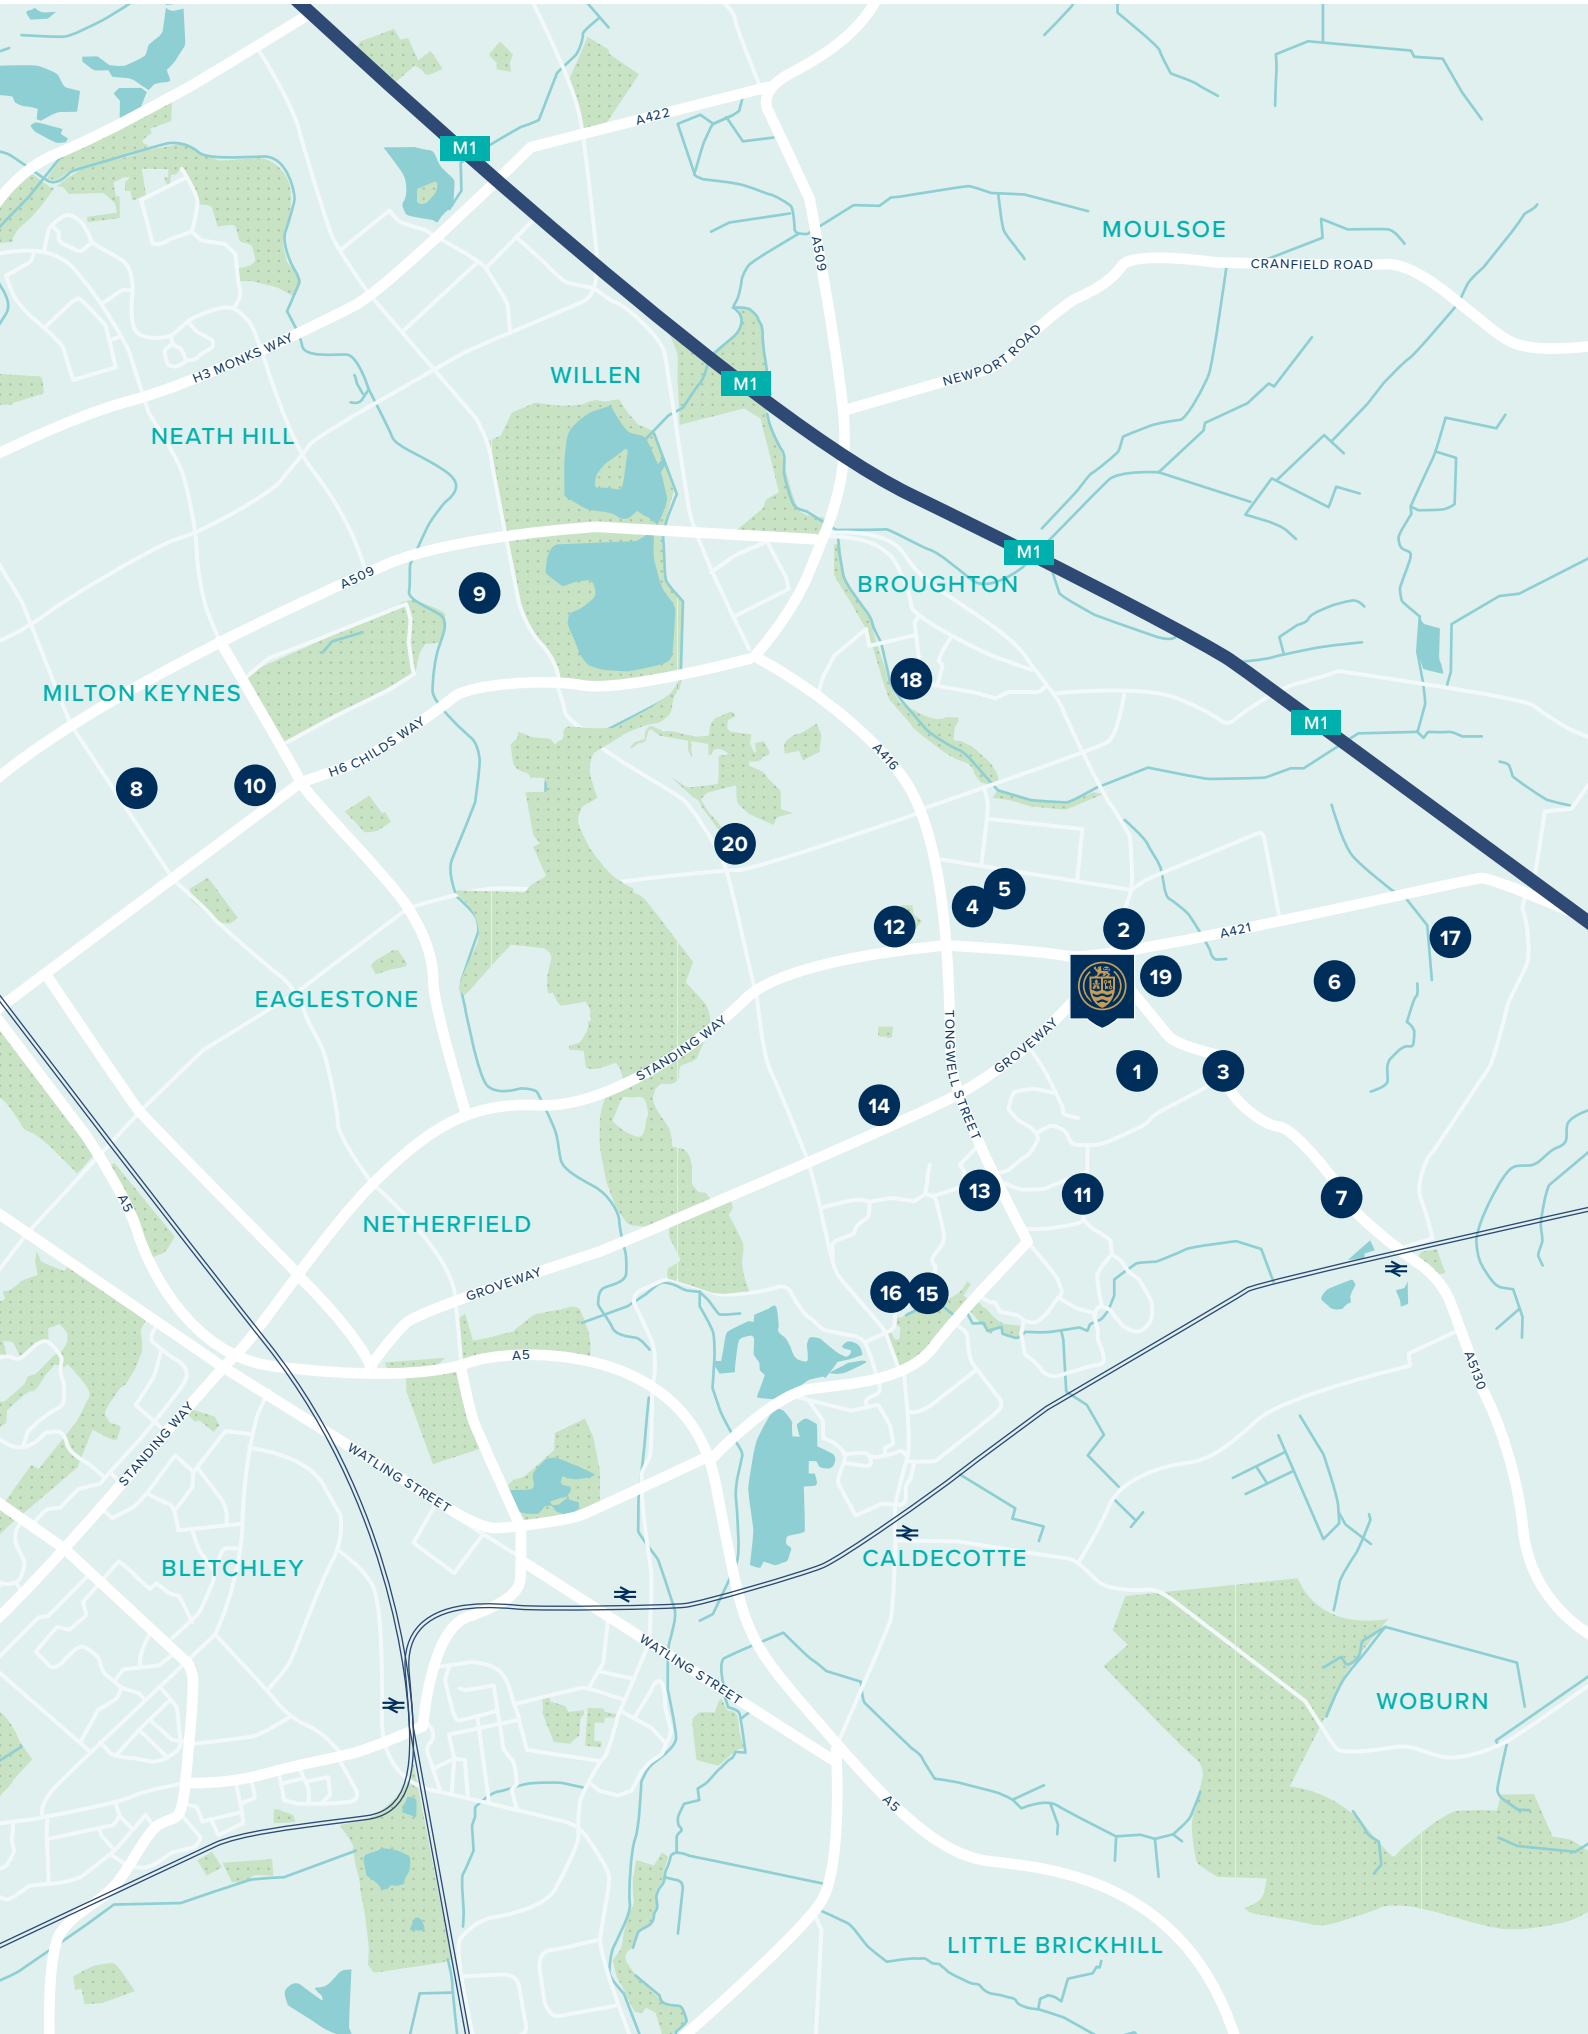 A422
M1
MOULSOE
A509
CRANFIELD ROAD
NEWPORT ROAD
H3 MONKS WAY
WILLEN
M1
NEATH HILL
M1
A509
BROUGHTON
9
18
MILTON KEYNES
M1
H6 CHILDS WAY
A416
8
10
20
5
4
12
2
A421
17
19
6
EAGLESTONE
STANDING WAY
TONGWELL STREET
GROVEWAY
1
3
14
13
11
7
A5
NETHERFIELD
GROVEWAY
16
15
A5
A5130
STANDING WAY
WATLING STREET
CALDECOTTE
BLETCHLEY
WATLING STREET
WOBURN
A5
LITTLE BRICKHILL